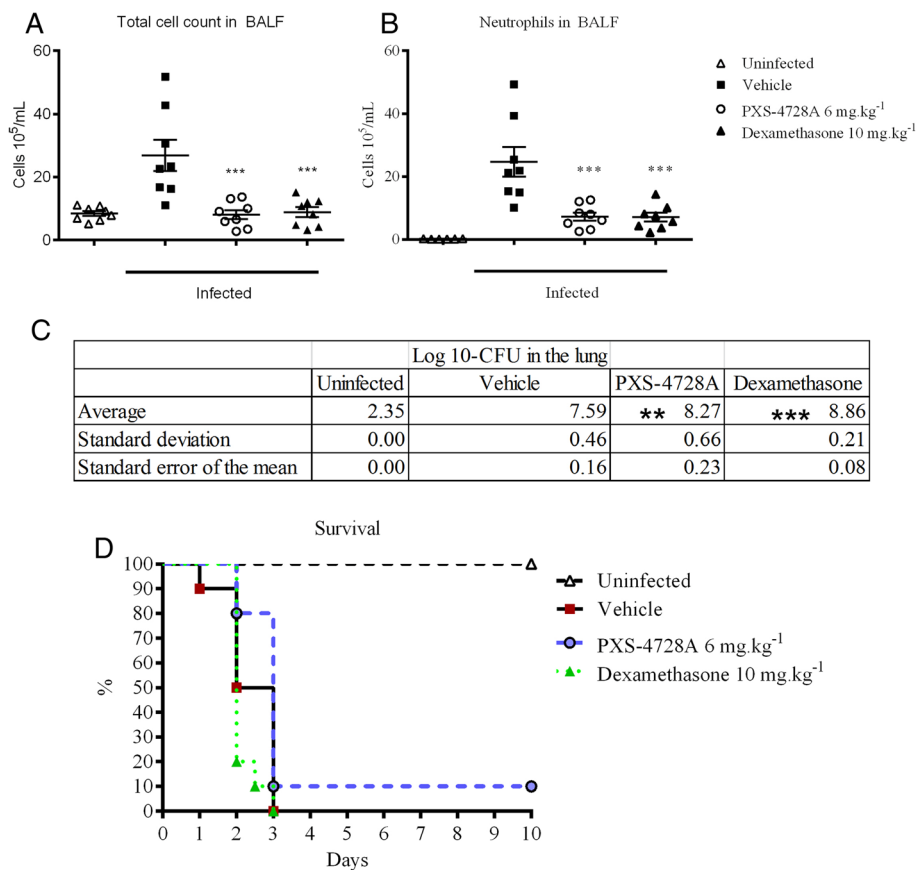 A
Total cell count in BALF
Cells 10⁵/mL
60
40
20
0
***
***
Infected
B
Neutrophils in BALF
Cells 10⁵/mL
60
40
20
0
***
***
Infected
Uninfected
Vehicle
PXS-4728A 6 mg.kg⁻¹
Dexamethasone 10 mg.kg⁻¹
C
Log 10-CFU in the lung
Uninfected Vehicle PXS-4728A Dexamethasone
Average 2.35 7.59 ** 8.27 *** 8.86
Standard deviation 0.00 0.46 0.66 0.21
Standard error of the mean 0.00 0.16 0.23 0.08
D
Survival
%
100
90
80
70
60
50
40
30
20
10
0
0 1 2 3 4 5 6 7 8 9 10
Days
Uninfected
Vehicle
PXS-4728A 6 mg.kg⁻¹
Dexamethasone 10 mg.kg⁻¹